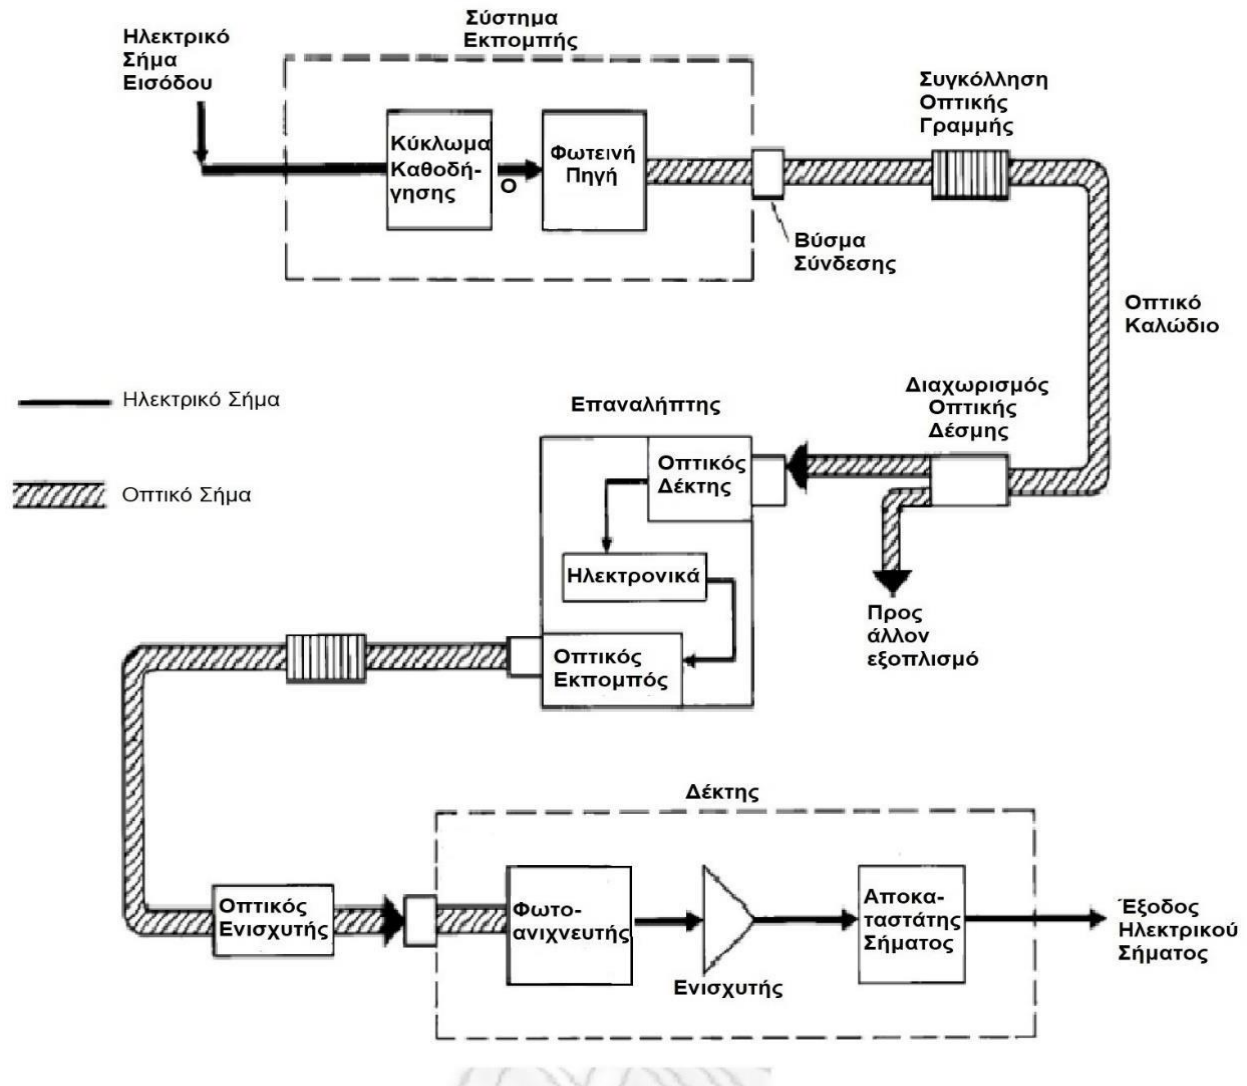 Ηλεκτρικό
Σήμα
Εισόδου
Σύστημα
Εκπομπής
Κύκλωμα
Καθοδή-
γησης
Ο
Φωτεινή
Πηγή
Συγκόλληση
Οπτικής
Γραμμής
Βύσμα
Σύνδεσης
Οπτικό
Καλώδιο
Ηλεκτρικό Σήμα
Οπτικό Σήμα
Επαναλήπτης
Διαχωρισμός
Οπτικής
Δέσμης
Οπτικός
Δέκτης
Ηλεκτρονικά
Οπτικός
Εκπομπός
Προς
άλλον
εξοπλισμό
Δέκτης
Οπτικός
Ενισχυτής
Φωτο-
ανιχνευτής
Ενισχυτής
Αποκα-
ταστάτης
Σήματος
Έξοδος
Ηλεκτρικού
Σήματος